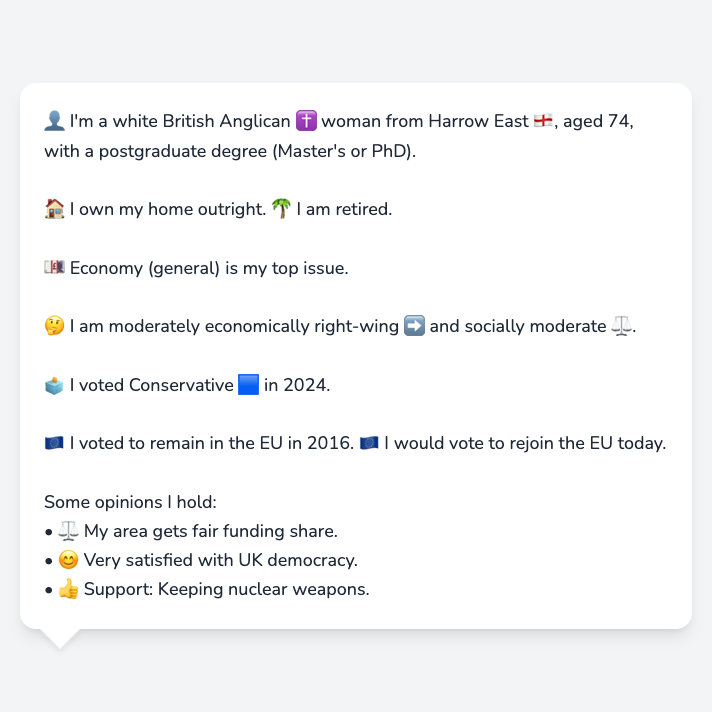 👤 I'm a white British Anglican ✝️ woman from Harrow East 🏴󠁧󠁢󠁥󠁮󠁧󠁿, aged 74,
with a postgraduate degree (Master's or PhD).
🏠 I own my home outright. 🌴 I am retired.
💷 Economy (general) is my top issue.
🤔 I am moderately economically right-wing ➡️ and socially moderate ⚖️.
🗳️ I voted Conservative 🟦 in 2024.
🇪🇺 I voted to remain in the EU in 2016. 🇪🇺 I would vote to rejoin the EU today.
Some opinions I hold:
• ⚖️ My area gets fair funding share.
• 😊 Very satisfied with UK democracy.
• 👍 Support: Keeping nuclear weapons.